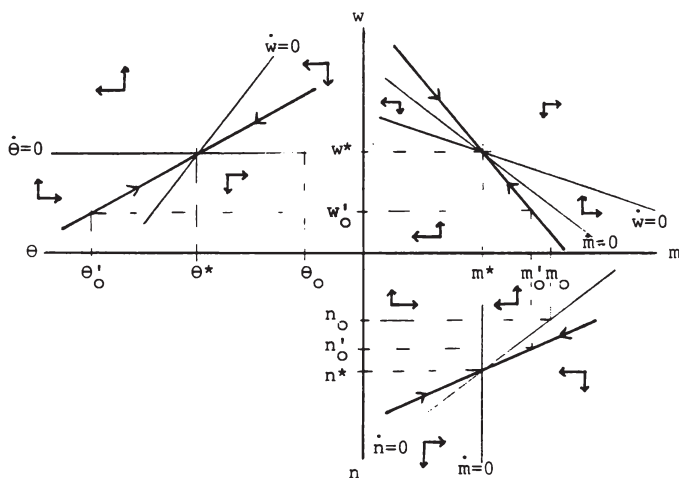 w
ẇ=0
θ̇=0
w*
w'₀
ẇ=0
ṁ=0
θ
m
θ'₀ θ* θ₀ m* m'₀ m₀
n₀
n'₀
n*
ṅ=0
ṁ=0
n